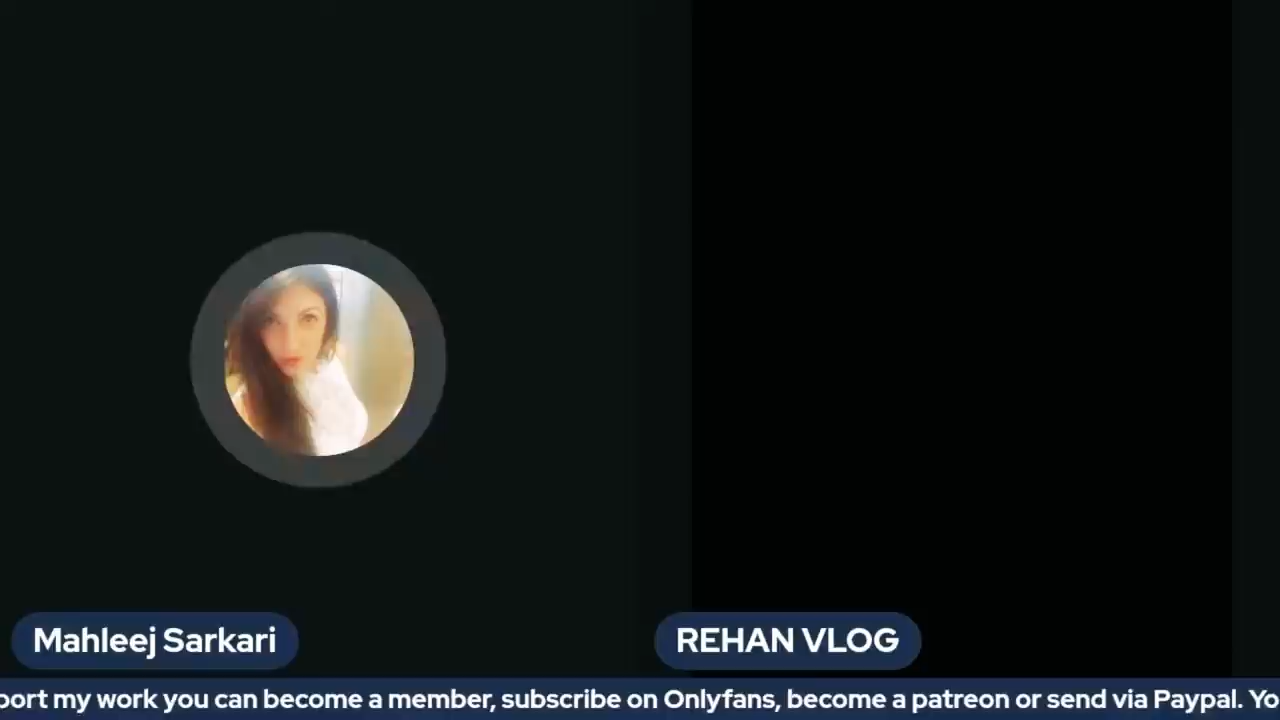 Mahleej Sarkari
REHAN VLOG
port my work you can become a member, subscribe on Onlyfans, become a patreon or send via Paypal. Yo